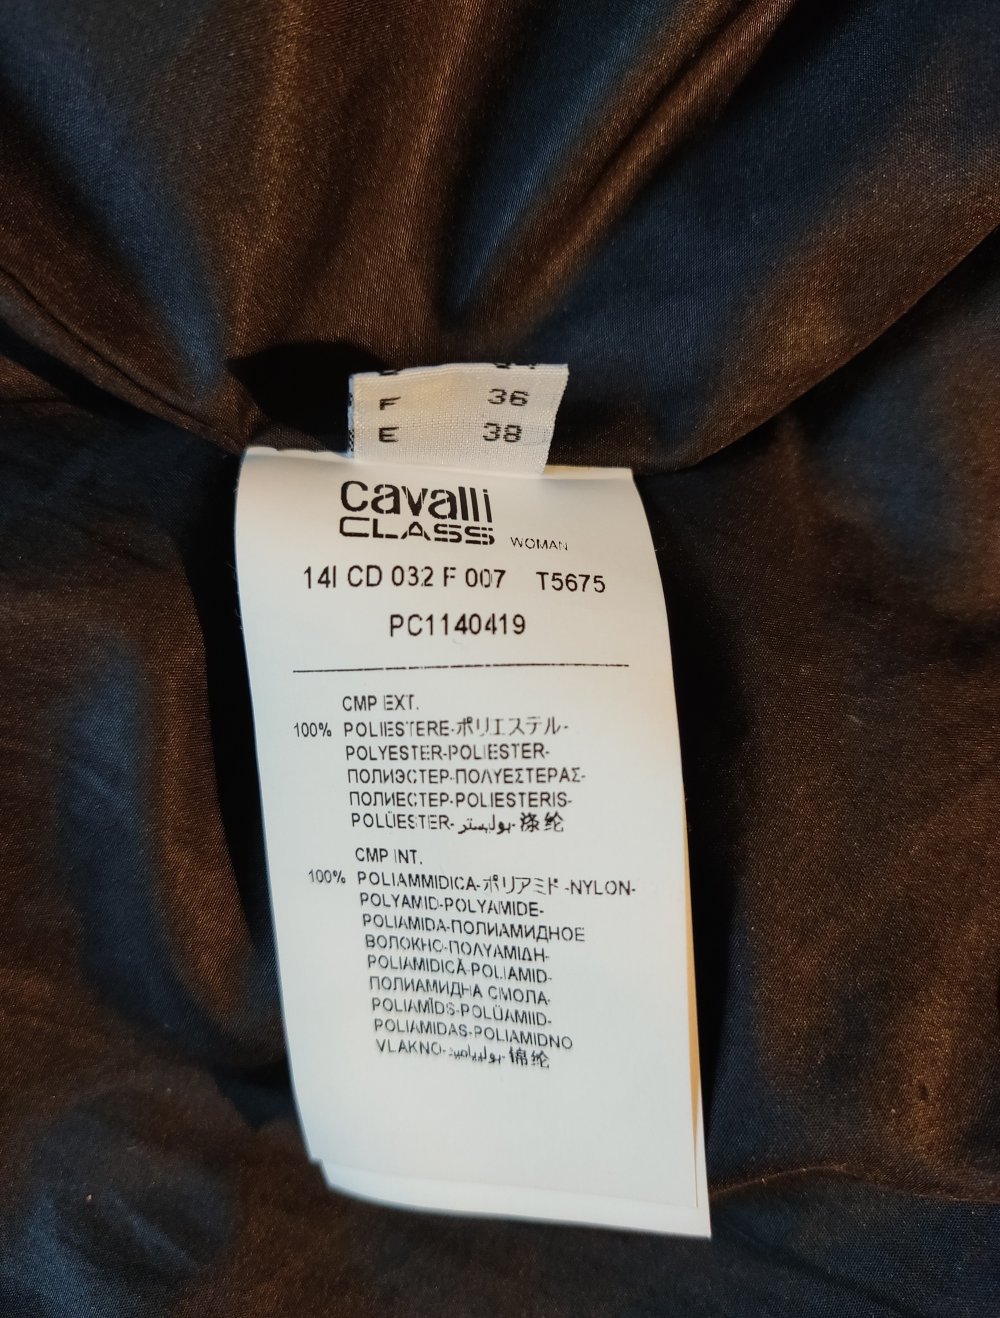 F 36
E 38
cavalli
CLASS WOMAN
14I CD 032 F 007 T5675
PC1140419
CMP EXT.
100% POLIESTERE-ポリエステル-
POLYESTER-POLIESTER-
ПОЛИЭСТЕР-ΠΟΛΥΕΣΤΕΡΑΣ-
ПОЛИЕСТЕР-POLIESTERIS-
POLÜESTER-بوليستر-涤纶
CMP INT.
100% POLIAMMIDICA-ポリアミド-NYLON-
POLYAMID-POLYAMIDE-
POLIAMIDA-ПОЛИАМИДНОЕ
ВОЛОКНО-ΠΟΛΥΑΜΙΔΗ-
POLIAMIDICĂ-POLIAMID-
ПОЛИАМИДНА СМОЛА-
POLIAMĪDS-POLÜAMIID-
POLIAMIDAS-POLIAMIDNO
VLAKNO-بولياميد-锦纶